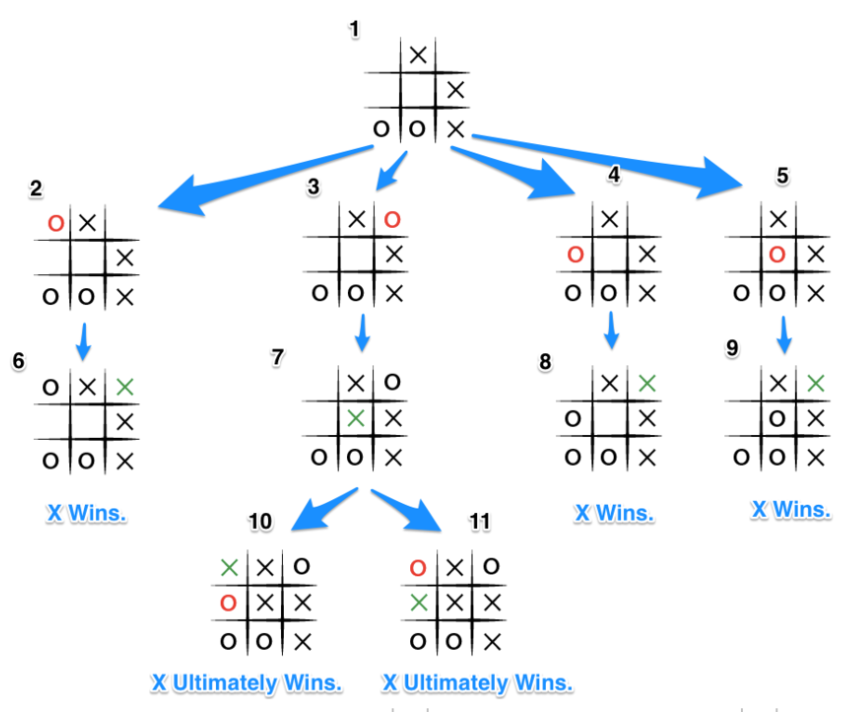 1
X
X
O O X
2
3
4
5
O X
X
O O X
X O
X
O O X
X
O X
O O X
X
O X
O O X
6
7
8
9
O X X
X
O O X
X O
X X
O O X
X X
O X
O O X
X X
O X
O O X
X Wins.
X Wins.
X Wins.
10
11
X X O
O X X
O O X
O X O
X X X
O O X
X Ultimately Wins.
X Ultimately Wins.